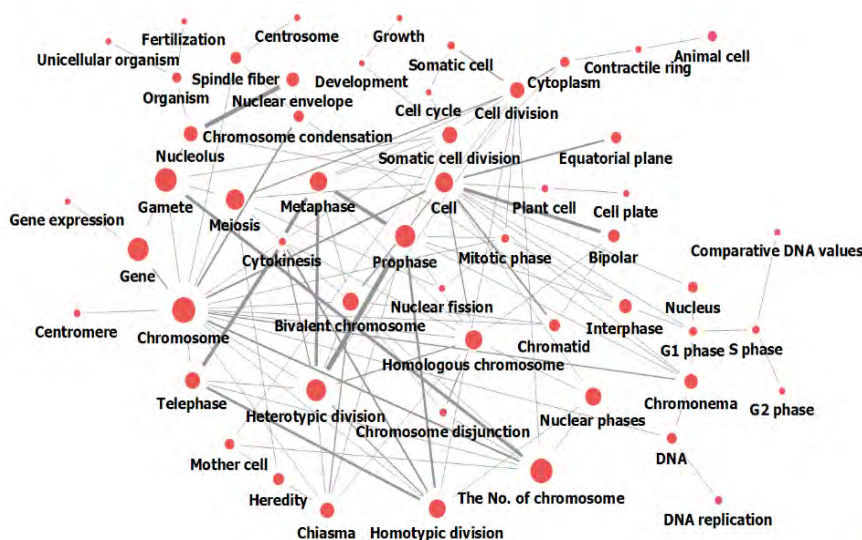 Fertilization
Centrosome
Growth
Unicellular organism
Spindle fiber
Development
Somatic cell
Cytoplasm
Contractile ring
Animal cell
Organism
Nuclear envelope
Cell cycle
Cell division
Nucleolus
Chromosome condensation
Somatic cell division
Equatorial plane
Gamete
Meiosis
Metaphase
Cell
Plant cell
Cell plate
Gene expression
Gene
Cytokinesis
Prophase
Mitotic phase
Bipolar
Comparative DNA values
Centromere
Chromosome
Bivalent chromosome
Nuclear fission
Chromatid
Interphase
Nucleus
G1 phase
S phase
Telephase
Heterotypic division
Homologous chromosome
Nuclear phases
Chromonema
G2 phase
Chromosome disjunction
Mother cell
DNA
Heredity
The No. of chromosome
Chiasma
Homotypic division
DNA replication